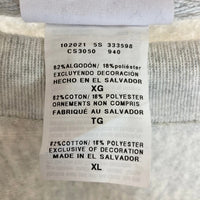 102021 SS 333598
CS3050 940
82%ALGODÓN/ 18%poliéster
EXCLUYENDO DECORACIÓN
HECHO EN EL SALVADOR
XG
82%COTON/ 18% POLYESTER
ORNEMENTS NON COMPRIS.
FABRIQUÉ AU SALVADOR
TG
82%COTTON/ 18% POLYESTER
EXCLUSIVE OF DECORATION
MADE IN EL SALVADOR
XL